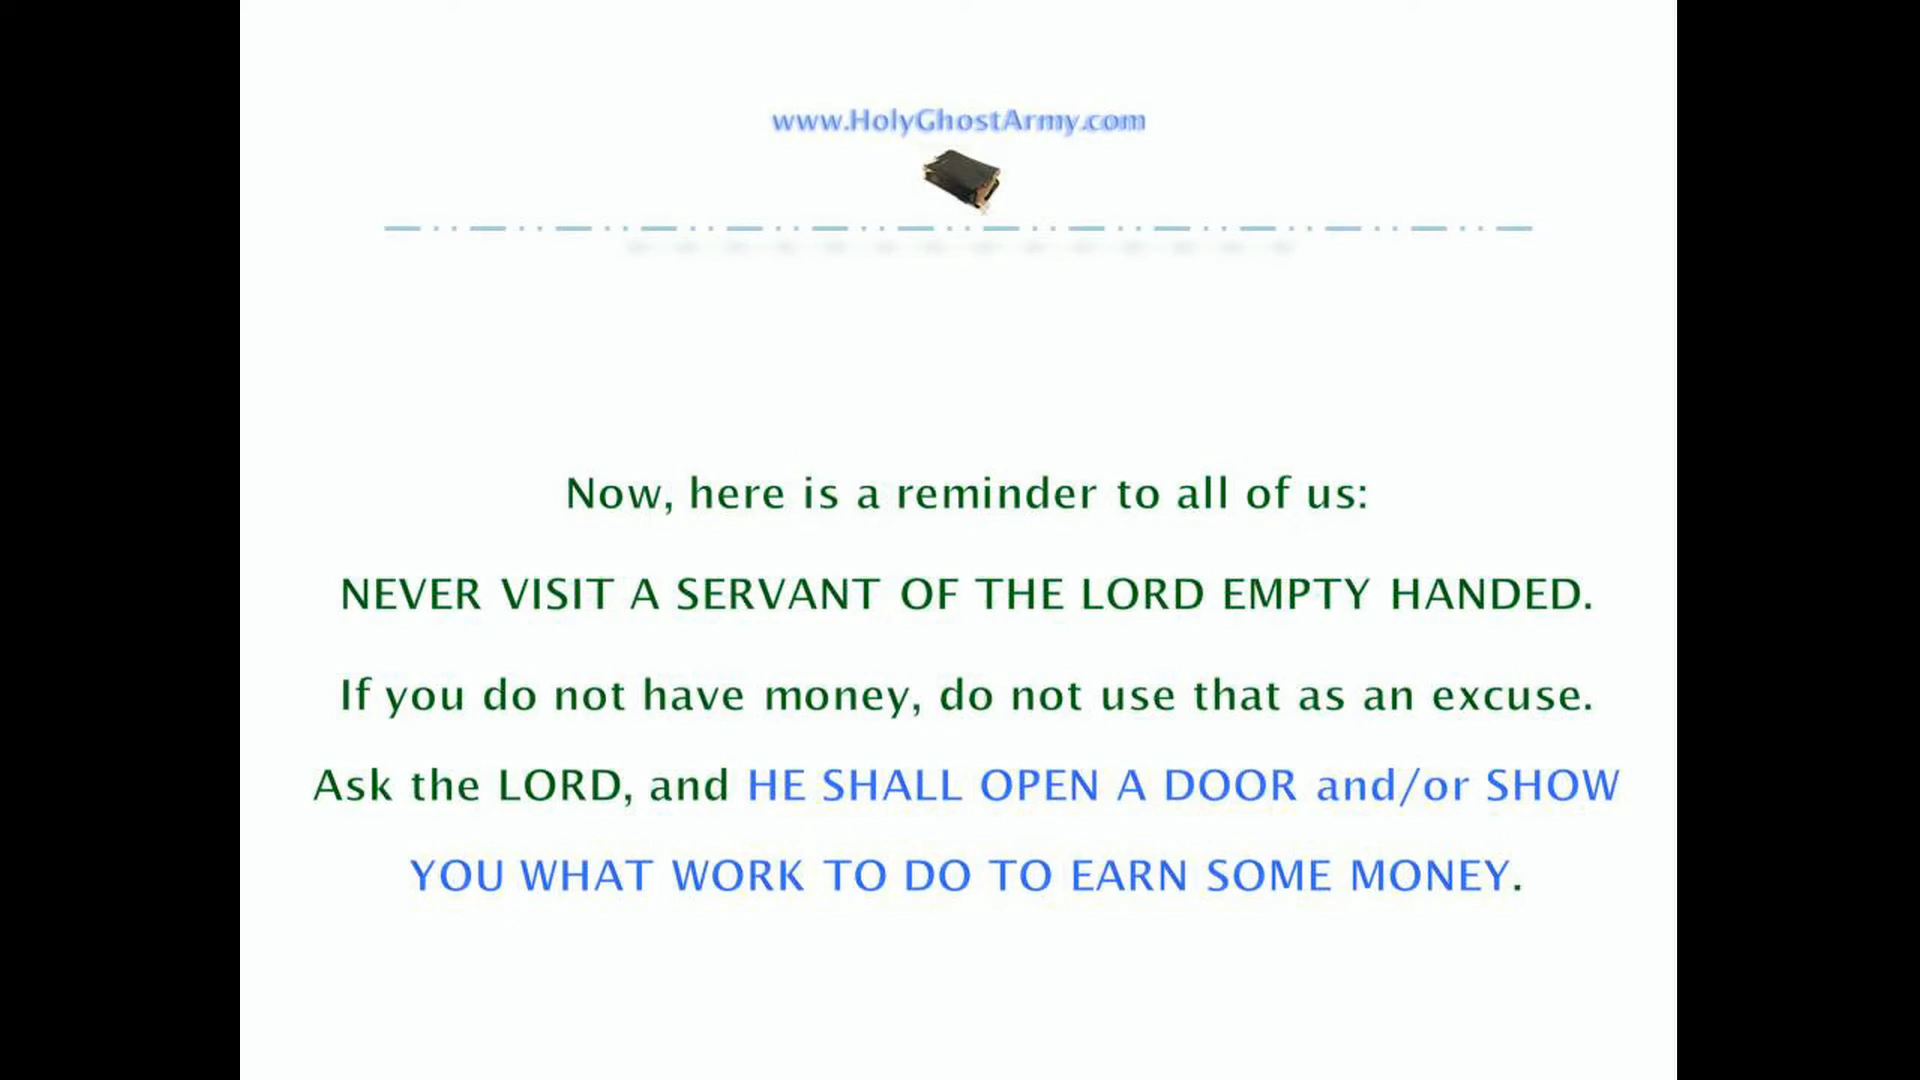 www.HolyGhostArmy.com
Now, here is a reminder to all of us:
NEVER VISIT A SERVANT OF THE LORD EMPTY HANDED.
If you do not have money, do not use that as an excuse.
Ask the LORD, and HE SHALL OPEN A DOOR and/or SHOW
YOU WHAT WORK TO DO TO EARN SOME MONEY.